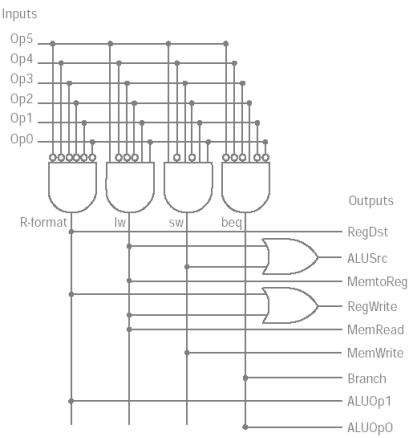 Inputs
Op5
Op4
Op3
Op2
Op1
Op0
R-format
lw
sw
beq
Outputs
RegDst
ALUSrc
MemtoReg
RegWrite
MemRead
MemWrite
Branch
ALUOp1
ALUOp0